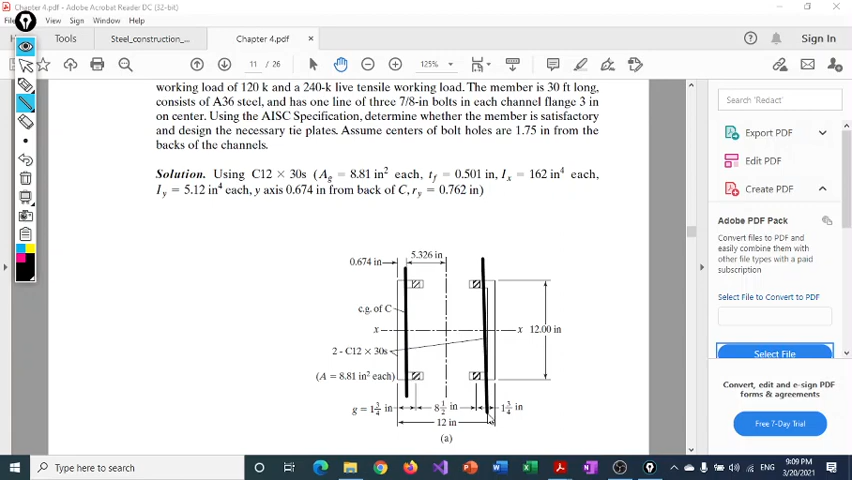 Chapter 4.pdf - Adobe Acrobat Reader DC (32-bit)
View Sign Window Help
Tools Steel_construction_... Chapter 4.pdf × Sign In
11 / 26 125%
working load of 120 k and a 240-k live tensile working load. The member is 30 ft long,
consists of A36 steel, and has one line of three 7/8-in bolts in each channel flange 3 in
on center. Using the AISC Specification, determine whether the member is satisfactory
and design the necessary tie plates. Assume centers of bolt holes are 1.75 in from the
backs of the channels.
Solution. Using C12 × 30s (Ag = 8.81 in² each, tf = 0.501 in, Ix = 162 in⁴ each,
Iy = 5.12 in⁴ each, y axis 0.674 in from back of C, ry = 0.762 in)
5.326 in
0.674 in
c.g. of C
x x 12.00 in
2 - C12 × 30s
(A = 8.81 in² each)
g = 1 3/4 in 8 1/2 in 1 3/4 in
12 in
(a)
Search 'Redact'
Export PDF
Edit PDF
Create PDF
Adobe PDF Pack
Convert files to PDF and
easily combine them with
other file types with a paid
subscription
Select File to Convert to PDF
Select File
Convert, edit and e-sign PDF
forms & agreements
Free 7-Day Trial
Type here to search
ENG
09:09 PM
3/20/2021